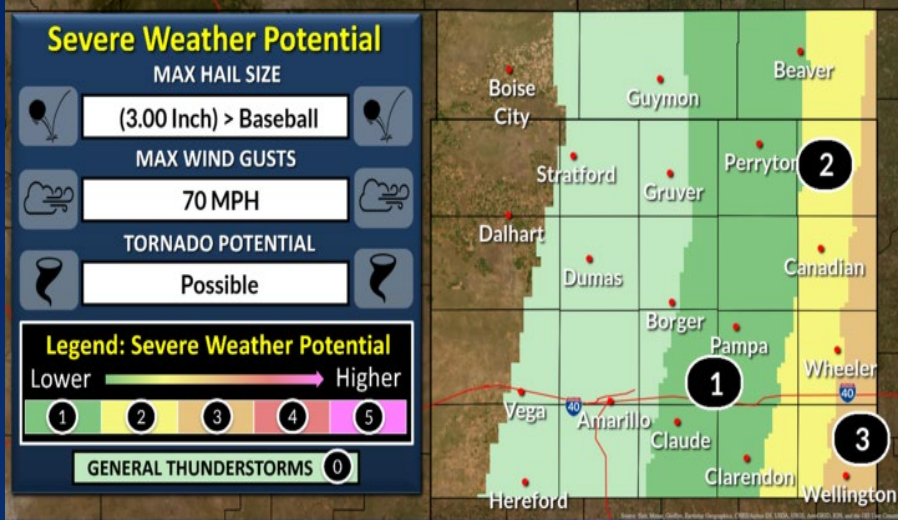 Severe Weather Potential
MAX HAIL SIZE
(3.00 Inch) > Baseball
MAX WIND GUSTS
70 MPH
TORNADO POTENTIAL
Possible
Legend: Severe Weather Potential
Lower Higher
1 2 3 4 5
GENERAL THUNDERSTORMS 0
Boise
City
Guymon
Beaver
Stratford
Gruver
Perryton
2
Dalhart
Dumas
Canadian
Borger
Pampa
Wheeler
1
Vega
40
Amarillo
40
Claude
3
Clarendon
Hereford
Wellington